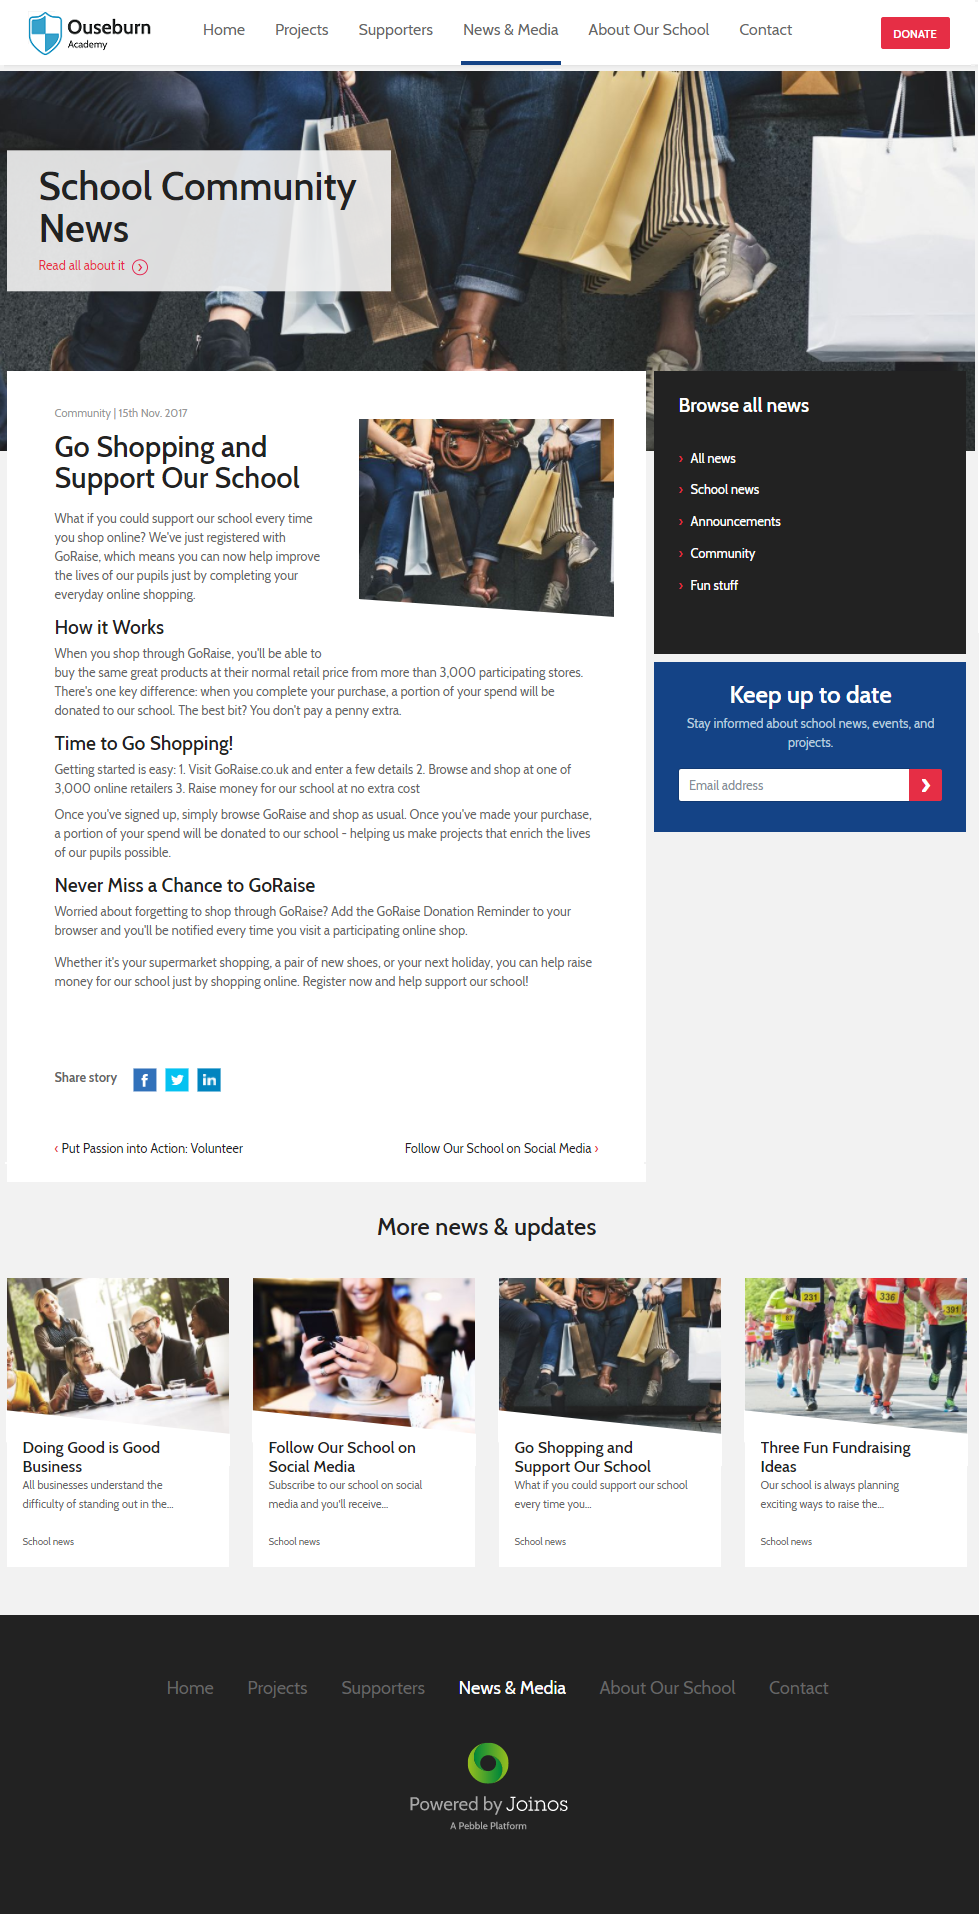 Ouseburn
Academy
Home Projects Supporters News & Media About Our School Contact
DONATE
School Community
News
Read all about it
Community | 15th Nov. 2017
Go Shopping and
Support Our School
What if you could support our school every time
you shop online? We've just registered with
GoRaise, which means you can now help improve
the lives of our pupils just by completing your
everyday online shopping.
How it Works
When you shop through GoRaise, you'll be able to
buy the same great products at their normal retail price from more than 3,000 participating stores.
There's one key difference: when you complete your purchase, a portion of your spend will be
donated to our school. The best bit? You don't pay a penny extra.
Time to Go Shopping!
Getting started is easy: 1. Visit GoRaise.co.uk and enter a few details 2. Browse and shop at one of
3,000 online retailers 3. Raise money for our school at no extra cost
Once you've signed up, simply browse GoRaise and shop as usual. Once you've made your purchase,
a portion of your spend will be donated to our school - helping us make projects that enrich the lives
of our pupils possible.
Never Miss a Chance to GoRaise
Worried about forgetting to shop through GoRaise? Add the GoRaise Donation Reminder to your
browser and you'll be notified every time you visit a participating online shop.
Whether it's your supermarket shopping, a pair of new shoes, or your next holiday, you can help raise
money for our school just by shopping online. Register now and help support our school!
Share story
‹ Put Passion into Action: Volunteer
Follow Our School on Social Media ›
Browse all news
› All news
› School news
› Announcements
› Community
› Fun stuff
Keep up to date
Stay informed about school news, events, and
projects.
Email address
More news & updates
Doing Good is Good
Business
All businesses understand the
difficulty of standing out in the...
School news
Follow Our School on
Social Media
Subscribe to our school on social
media and you'll receive...
School news
Go Shopping and
Support Our School
What if you could support our school
every time you...
School news
231
67
336
391
Three Fun Fundraising
Ideas
Our school is always planning
exciting ways to raise the...
School news
Home Projects Supporters News & Media About Our School Contact
Powered by Joinos
A Pebble Platform